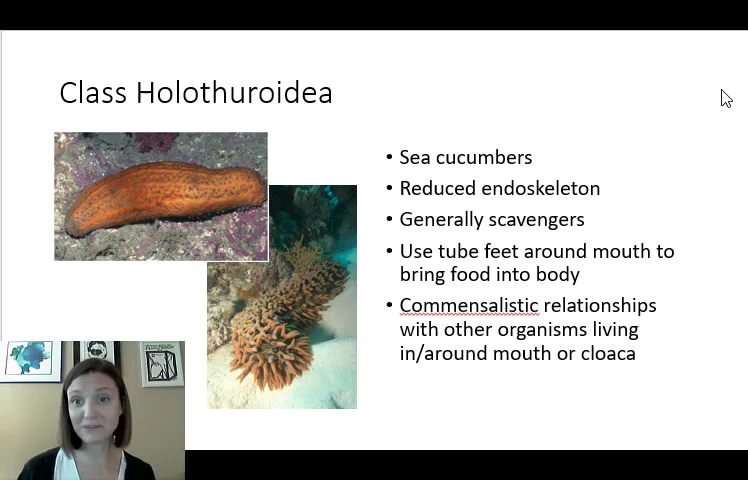 Class Holothuroidea
• Sea cucumbers
• Reduced endoskeleton
• Generally scavengers
• Use tube feet around mouth to
bring food into body
• Commensalistic relationships
with other organisms living
in/around mouth or cloaca